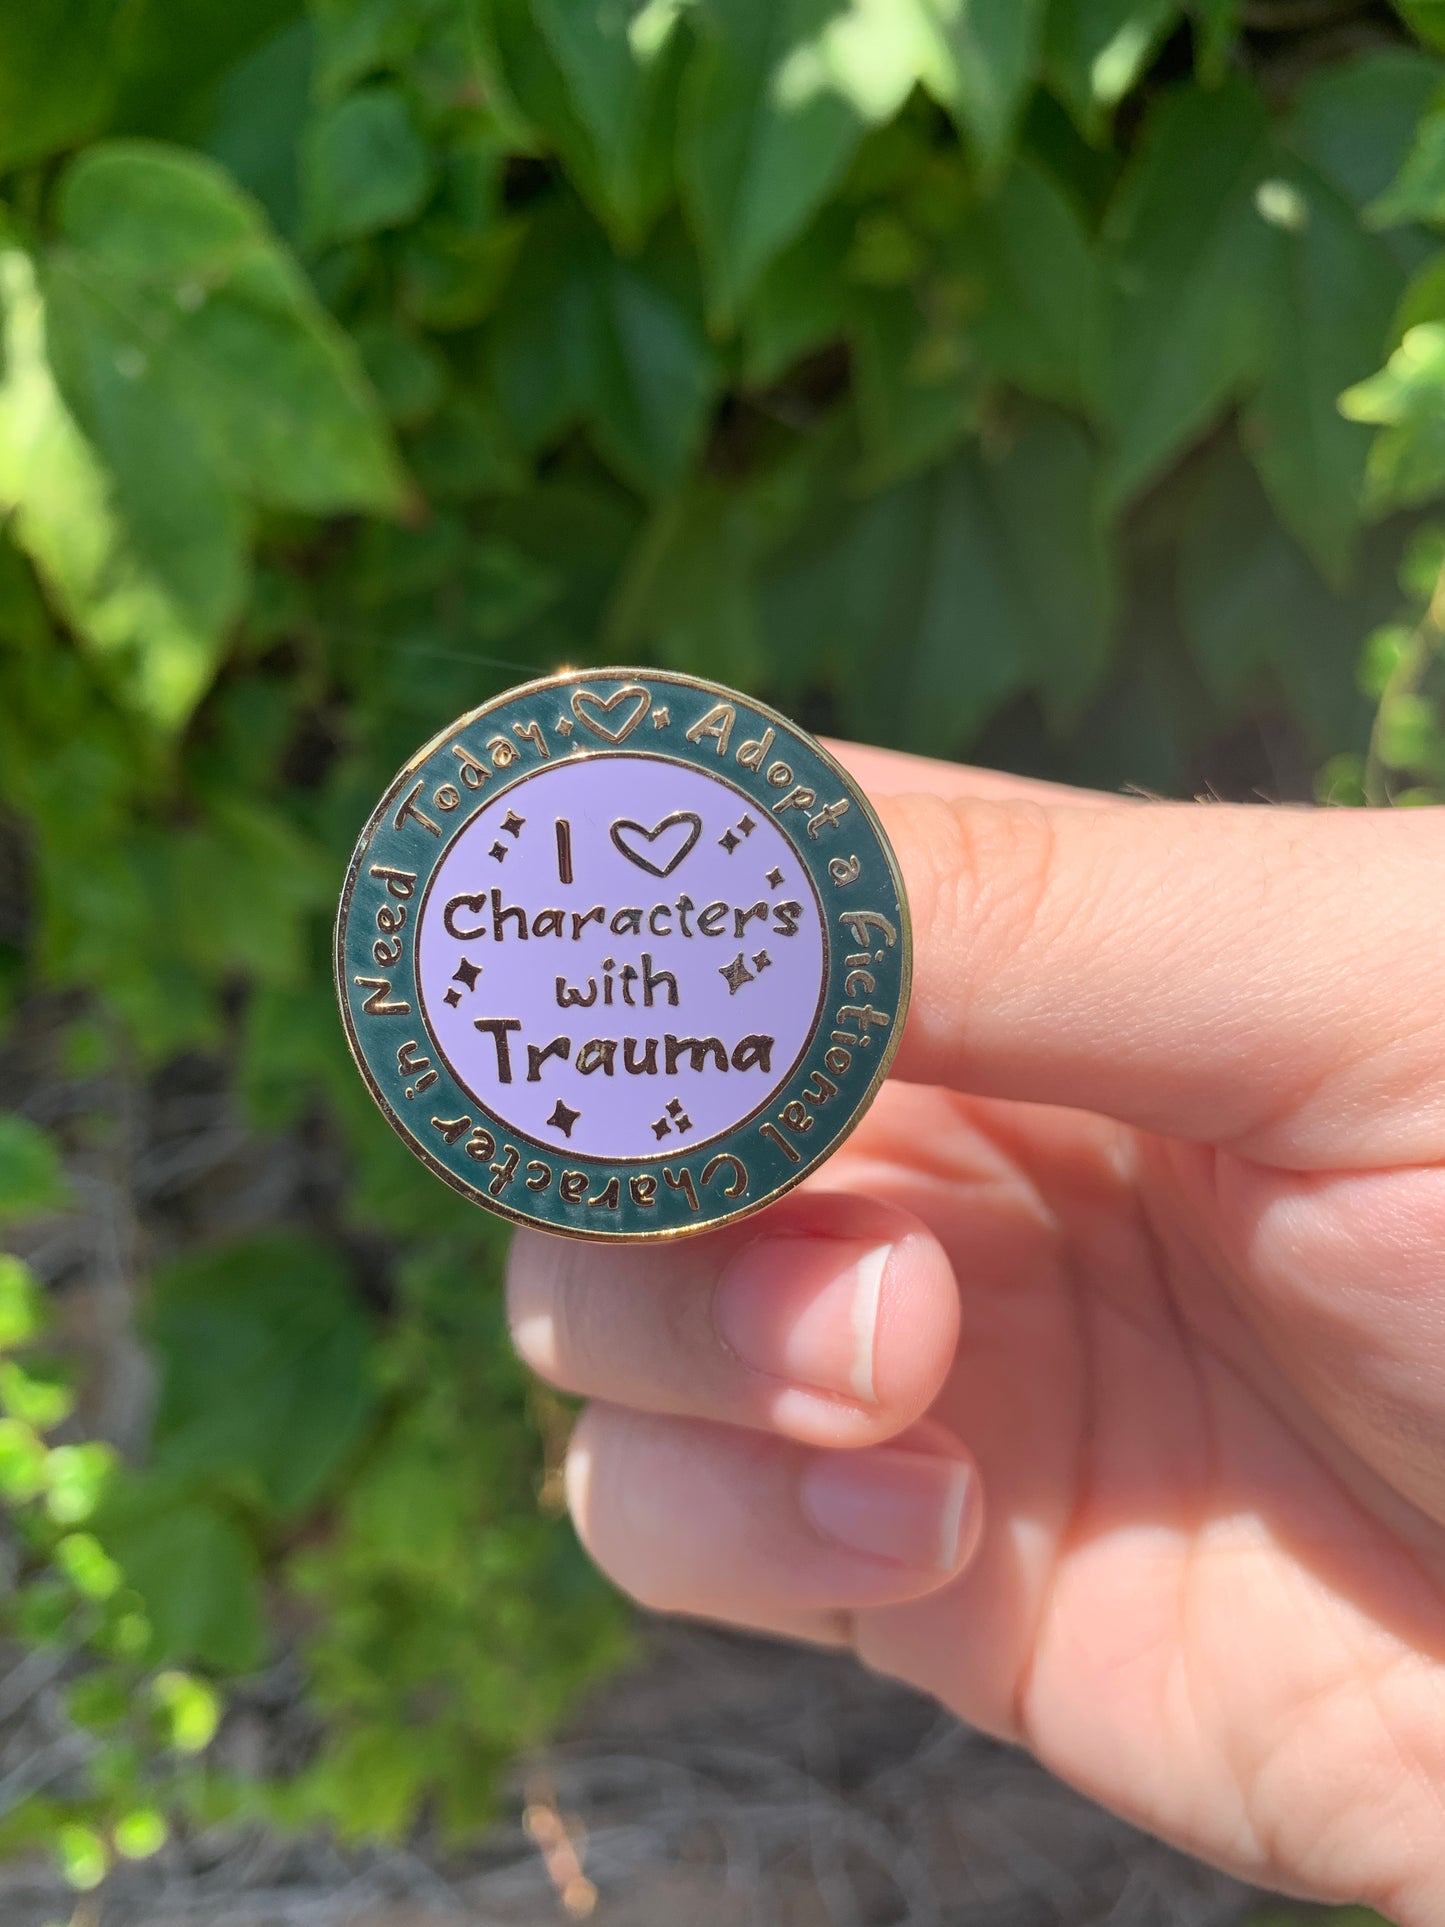 I ♡
Characters
with
Trauma
Adopt a Fictional Character in Need Today